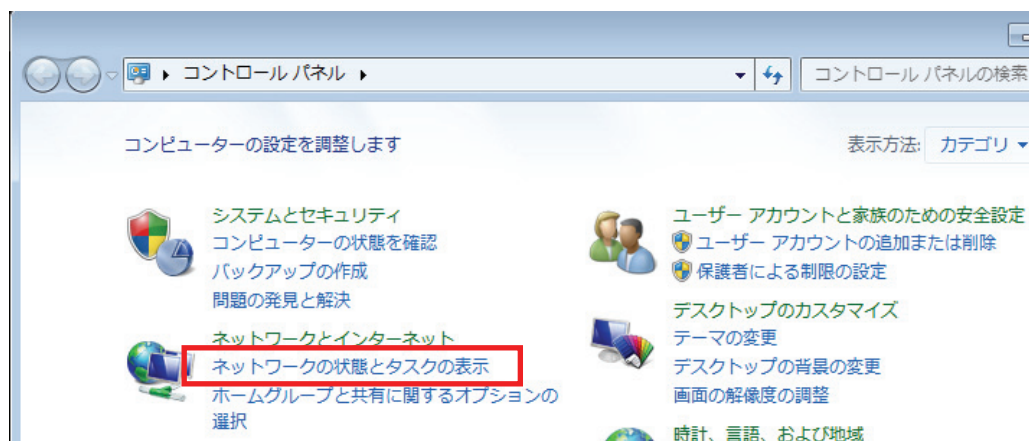 コントロール パネル
コントロール パネルの検索
コンピューターの設定を調整します
表示方法: カテゴリ
システムとセキュリティ
コンピューターの状態を確認
バックアップの作成
問題の発見と解決
ネットワークとインターネット
ネットワークの状態とタスクの表示
ホームグループと共有に関するオプションの
選択
ユーザー アカウントと家族のための安全設定
ユーザー アカウントの追加または削除
保護者による制限の設定
デスクトップのカスタマイズ
テーマの変更
デスクトップの背景の変更
画面の解像度の調整
時計、言語、および地域